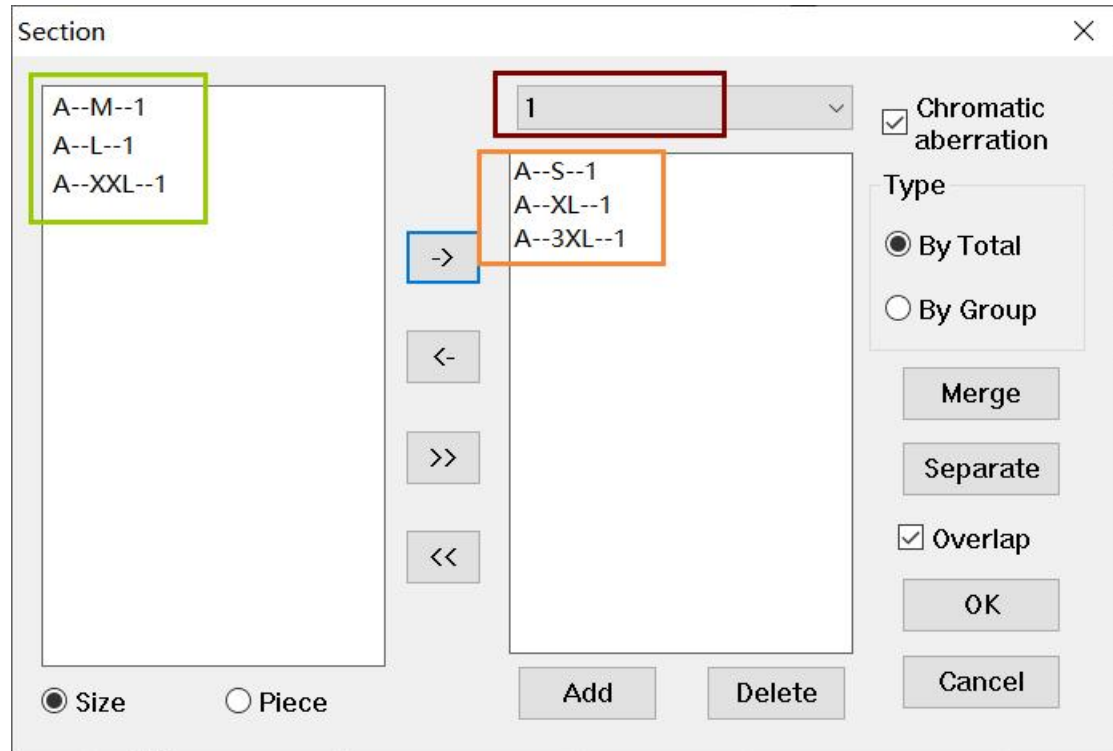 Section
A--M--1
A--L--1
A--XXL--1
->
<-
>>
<<
Size
Piece
1
A--S--1
A--XL--1
A--3XL--1
Add
Delete
Chromatic
aberration
Type
By Total
By Group
Merge
Separate
Overlap
OK
Cancel